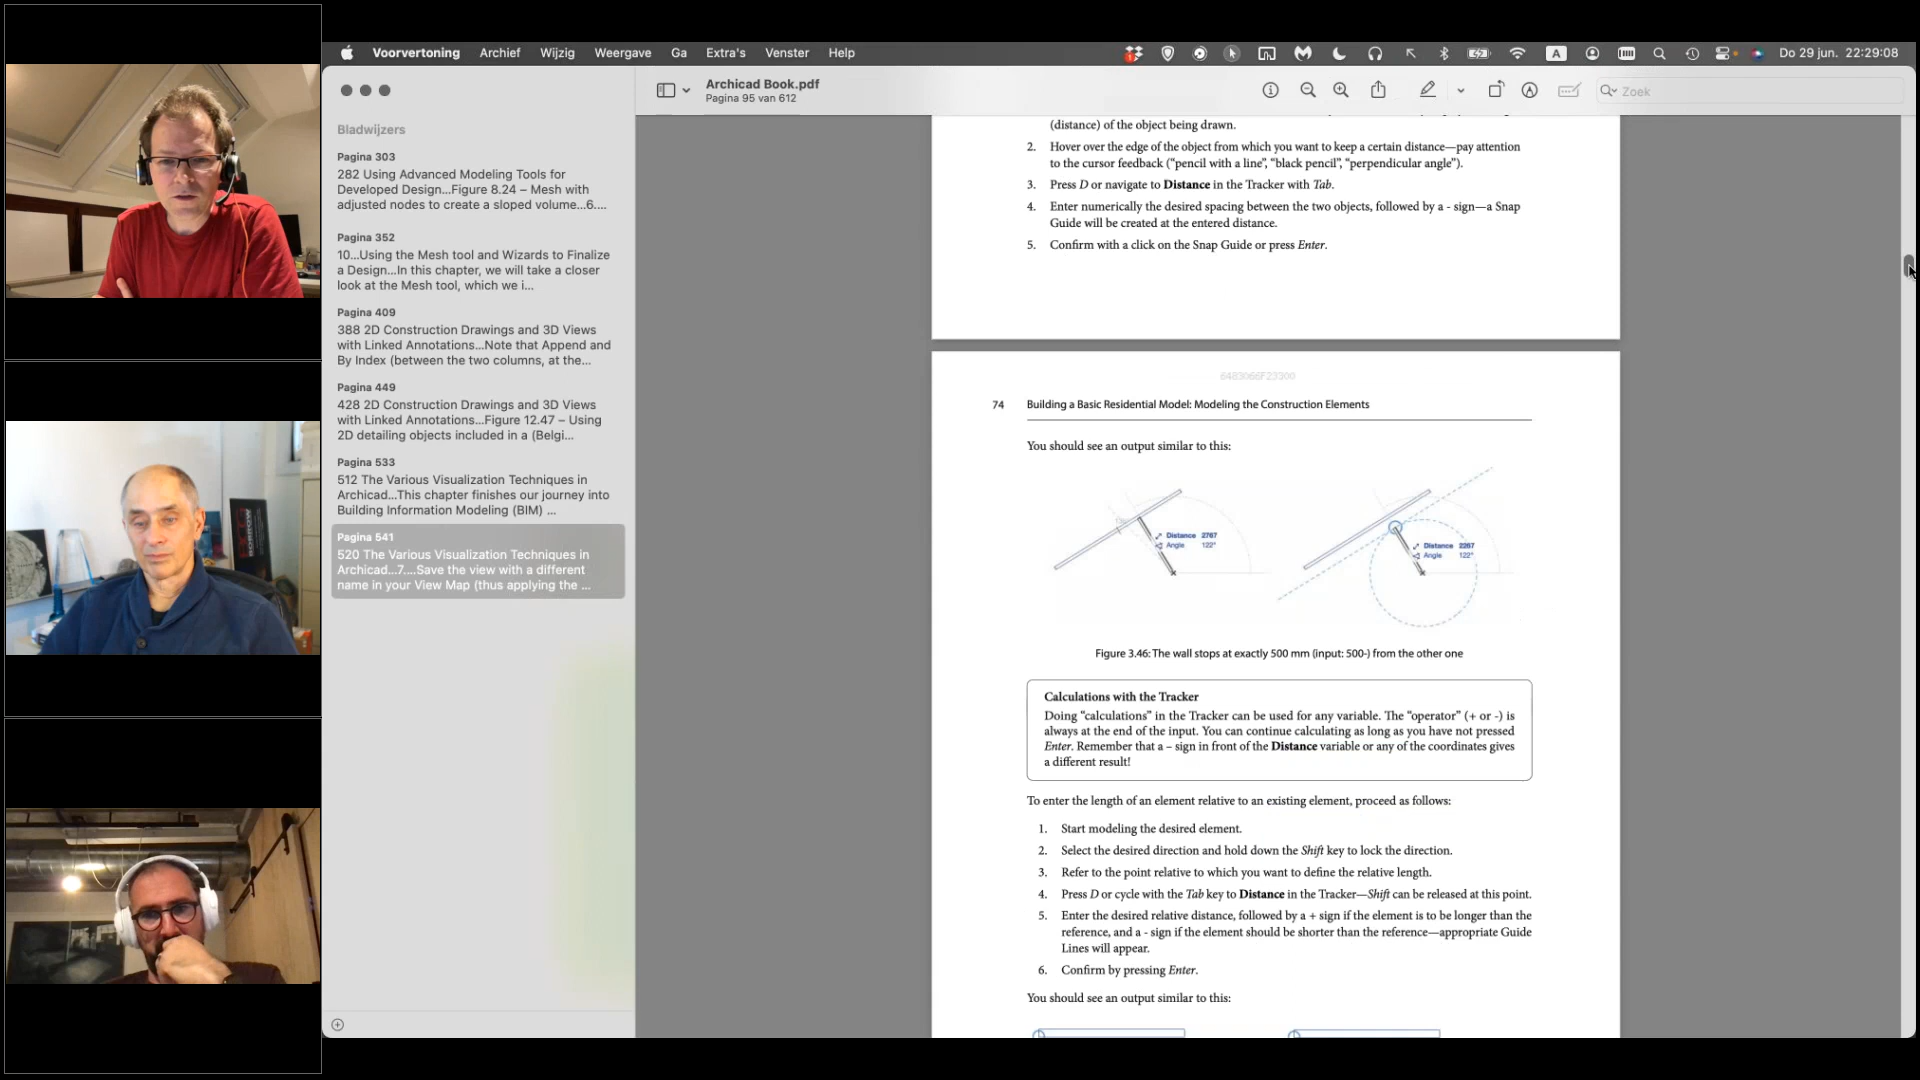 Voorvertoning Archief Wijzig Weergave Ga Extra's Venster Help
A
Do 29 jun. 22:29:08
Archicad Book.pdf
Pagina 95 van 612
Zoek
Bladwijzers
Pagina 303
282 Using Advanced Modeling Tools for
Developed Design...Figure 8.24 – Mesh with
adjusted nodes to create a sloped volume...6....
Pagina 352
10...Using the Mesh tool and Wizards to Finalize
a Design...In this chapter, we will take a closer
look at the Mesh tool, which we i...
Pagina 409
388 2D Construction Drawings and 3D Views
with Linked Annotations...Note that Append and
By Index (between the two columns, at the...
Pagina 449
428 2D Construction Drawings and 3D Views
with Linked Annotations...Figure 12.47 – Using
2D detailing objects included in a (Belgi...
Pagina 533
512 The Various Visualization Techniques in
Archicad...This chapter finishes our journey into
Building Information Modeling (BIM) ...
Pagina 541
520 The Various Visualization Techniques in
Archicad...7....Save the view with a different
name in your View Map (thus applying the ...
(distance) of the object being drawn.
2. Hover over the edge of the object from which you want to keep a certain distance—pay attention
to the cursor feedback (“pencil with a line”, “black pencil”, “perpendicular angle”).
3. Press D or navigate to Distance in the Tracker with Tab.
4. Enter numerically the desired spacing between the two objects, followed by a - sign—a Snap
Guide will be created at the entered distance.
5. Confirm with a click on the Snap Guide or press Enter.
6483066F23300
74 Building a Basic Residential Model: Modeling the Construction Elements
You should see an output similar to this:
Distance 2767
Angle 122°
Distance 2267
Angle 122°
Figure 3.46: The wall stops at exactly 500 mm (input: 500-) from the other one
Calculations with the Tracker
Doing “calculations” in the Tracker can be used for any variable. The “operator” (+ or -) is
always at the end of the input. You can continue calculating as long as you have not pressed
Enter. Remember that a – sign in front of the Distance variable or any of the coordinates gives
a different result!
To enter the length of an element relative to an existing element, proceed as follows:
1. Start modeling the desired element.
2. Select the desired direction and hold down the Shift key to lock the direction.
3. Refer to the point relative to which you want to define the relative length.
4. Press D or cycle with the Tab key to Distance in the Tracker—Shift can be released at this point.
5. Enter the desired relative distance, followed by a + sign if the element is to be longer than the
reference, and a - sign if the element should be shorter than the reference—appropriate Guide
Lines will appear.
6. Confirm by pressing Enter.
You should see an output similar to this: